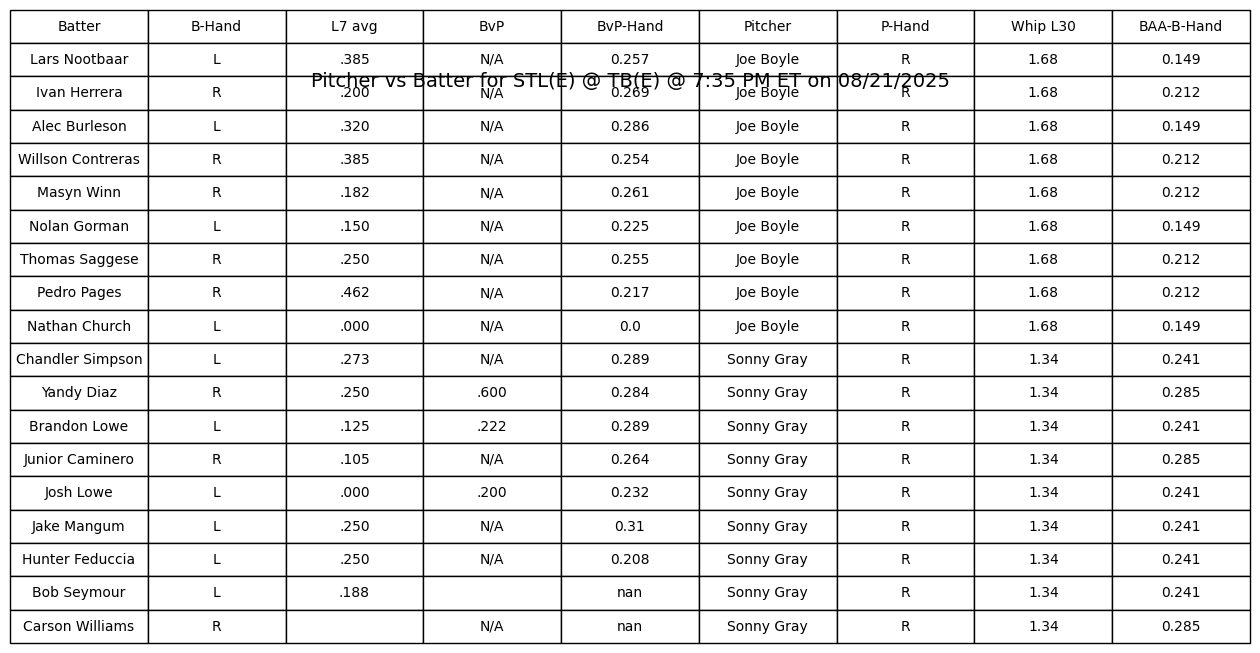 Batter B-Hand L7 avg BvP BvP-Hand Pitcher P-Hand Whip L30 BAA-B-Hand
Lars Nootbaar L .385 N/A 0.257 Joe Boyle R 1.68 0.149
Pitcher vs Batter for STL(E) @ TB(E) @ 7:35 PM ET on 08/21/2025
Ivan Herrera R .200 N/A 0.269 Joe Boyle R 1.68 0.212
Alec Burleson L .320 N/A 0.286 Joe Boyle R 1.68 0.149
Willson Contreras R .385 N/A 0.254 Joe Boyle R 1.68 0.212
Masyn Winn R .182 N/A 0.261 Joe Boyle R 1.68 0.212
Nolan Gorman L .150 N/A 0.225 Joe Boyle R 1.68 0.149
Thomas Saggese R .250 N/A 0.255 Joe Boyle R 1.68 0.212
Pedro Pages R .462 N/A 0.217 Joe Boyle R 1.68 0.212
Nathan Church L .000 N/A 0.0 Joe Boyle R 1.68 0.149
Chandler Simpson L .273 N/A 0.289 Sonny Gray R 1.34 0.241
Yandy Diaz R .250 .600 0.284 Sonny Gray R 1.34 0.285
Brandon Lowe L .125 .222 0.289 Sonny Gray R 1.34 0.241
Junior Caminero R .105 N/A 0.264 Sonny Gray R 1.34 0.285
Josh Lowe L .000 .200 0.232 Sonny Gray R 1.34 0.241
Jake Mangum L .250 N/A 0.31 Sonny Gray R 1.34 0.241
Hunter Feduccia L .250 N/A 0.208 Sonny Gray R 1.34 0.241
Bob Seymour L .188 nan Sonny Gray R 1.34 0.241
Carson Williams R N/A nan Sonny Gray R 1.34 0.285